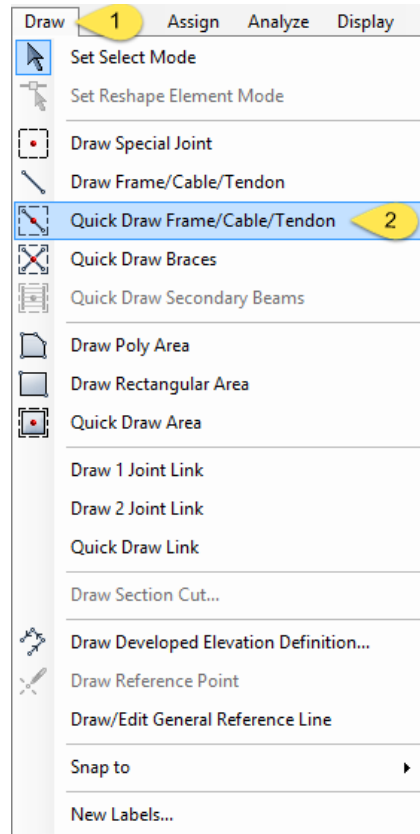 Draw 1 Assign Analyze Display
Set Select Mode
Set Reshape Element Mode
Draw Special Joint
Draw Frame/Cable/Tendon
Quick Draw Frame/Cable/Tendon 2
Quick Draw Braces
Quick Draw Secondary Beams
Draw Poly Area
Draw Rectangular Area
Quick Draw Area
Draw 1 Joint Link
Draw 2 Joint Link
Quick Draw Link
Draw Section Cut...
Draw Developed Elevation Definition...
Draw Reference Point
Draw/Edit General Reference Line
Snap to
New Labels...